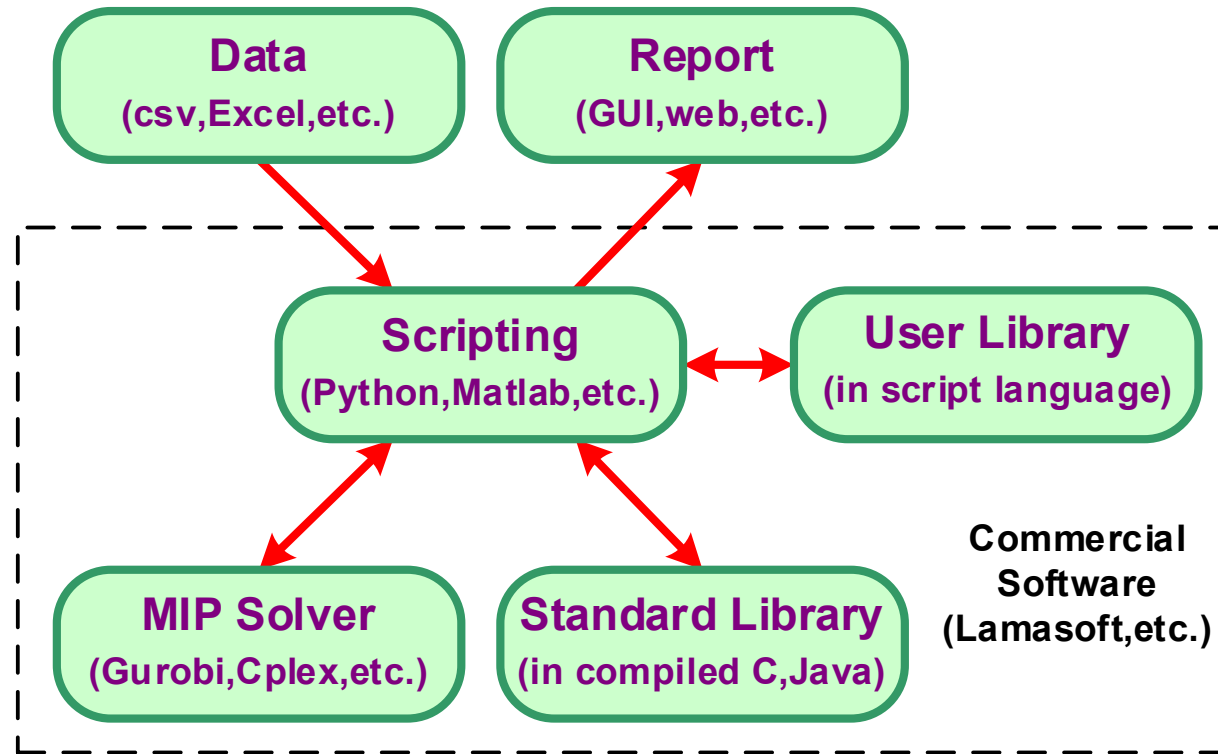 Data
(csv,Excel,etc.)
Report
(GUI,web,etc.)
Scripting
(Python,Matlab,etc.)
User Library
(in script language)
MIP Solver
(Gurobi,Cplex,etc.)
Standard Library
(in compiled C,Java)
Commercial
Software
(Lamasoft,etc.)